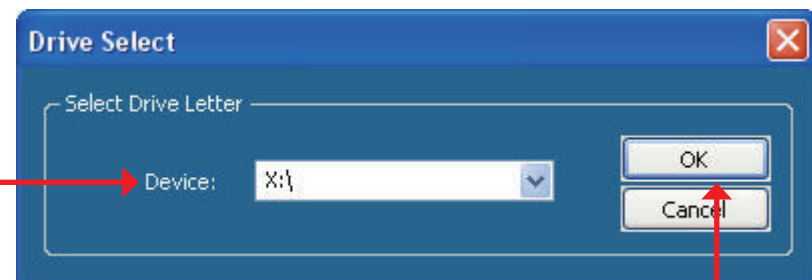 Drive Select
Select Drive Letter
Device:
X:\
OK
Cancel